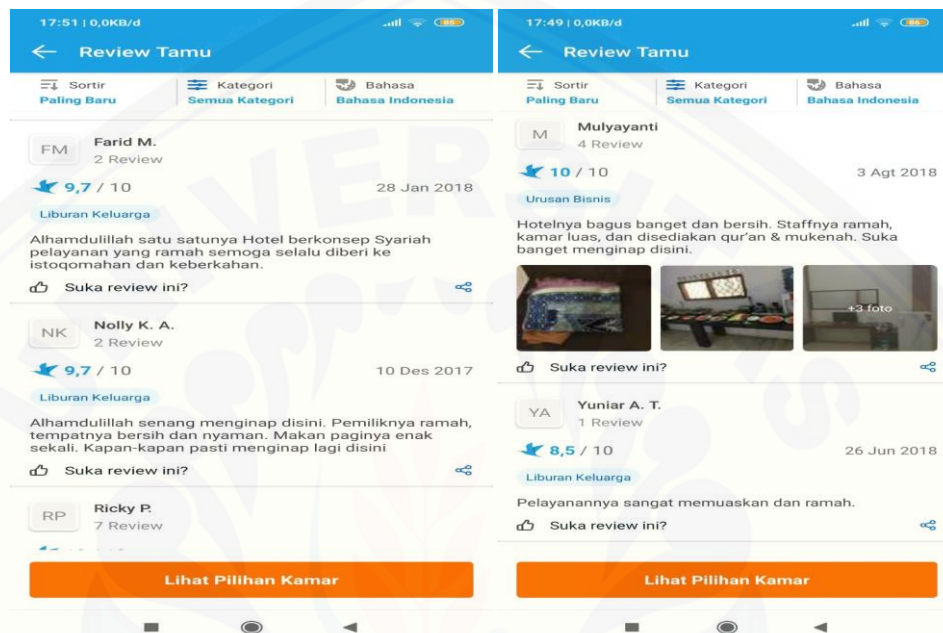 17:51 | 0,0KB/d
85
Review Tamu
Sortir
Paling Baru
Kategori
Semua Kategori
Bahasa
Bahasa Indonesia
FM
Farid M.
2 Review
9,7 / 10
28 Jan 2018
Liburan Keluarga
Alhamdulillah satu satunya Hotel berkonsep Syariah
pelayanan yang ramah semoga selalu diberi ke
istoqomahan dan keberkahan.
Suka review ini?
NK
Nolly K. A.
2 Review
9,7 / 10
10 Des 2017
Liburan Keluarga
Alhamdulillah senang menginap disini. Pemiliknya ramah,
tempatnya bersih dan nyaman. Makan paginya enak
sekali. Kapan-kapan pasti menginap lagi disini
Suka review ini?
RP
Ricky P.
7 Review
Lihat Pilihan Kamar
17:49 | 0,0KB/d
86
Review Tamu
Sortir
Paling Baru
Kategori
Semua Kategori
Bahasa
Bahasa Indonesia
M
Mulyayanti
4 Review
10 / 10
3 Agt 2018
Urusan Bisnis
Hotelnya bagus banget dan bersih. Staffnya ramah,
kamar luas, dan disediakan qur'an & mukenah. Suka
banget menginap disini.
+3 foto
Suka review ini?
YA
Yuniar A. T.
1 Review
8,5 / 10
26 Jun 2018
Liburan Keluarga
Pelayanannya sangat memuaskan dan ramah.
Suka review ini?
Lihat Pilihan Kamar